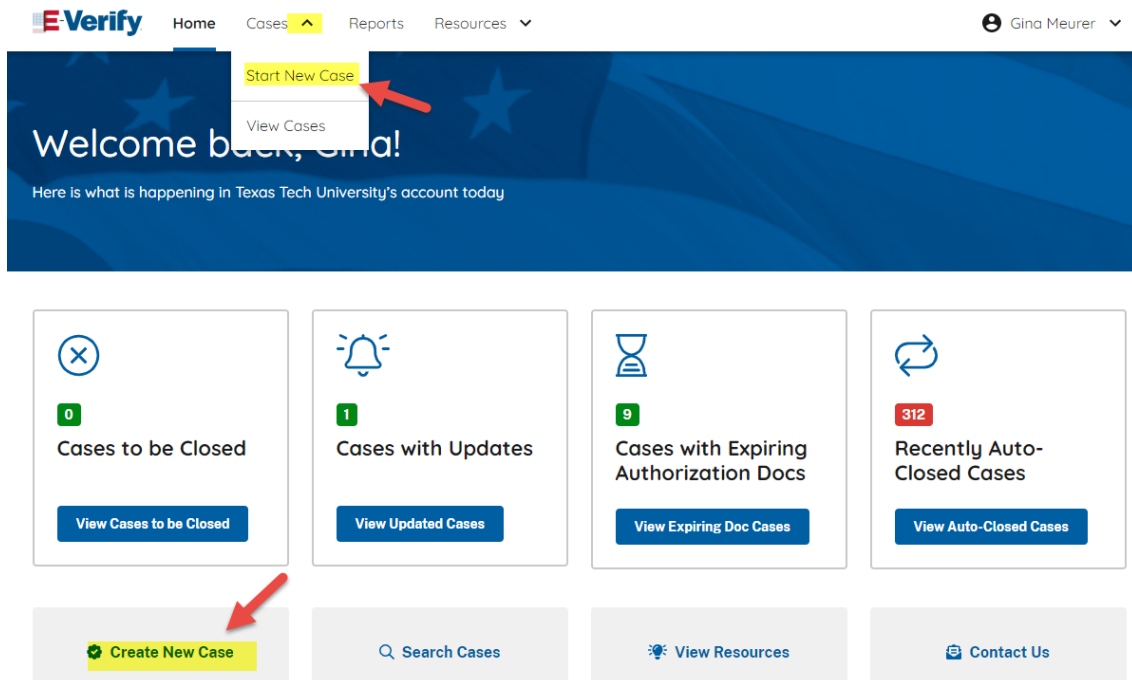 E-Verify Home Cases Reports Resources Gina Meurer
Start New Case
View Cases
Welcome back, Gina!
Here is what is happening in Texas Tech University's account today
0
Cases to be Closed
View Cases to be Closed
1
Cases with Updates
View Updated Cases
9
Cases with Expiring
Authorization Docs
View Expiring Doc Cases
312
Recently Auto-
Closed Cases
View Auto-Closed Cases
Create New Case
Search Cases
View Resources
Contact Us